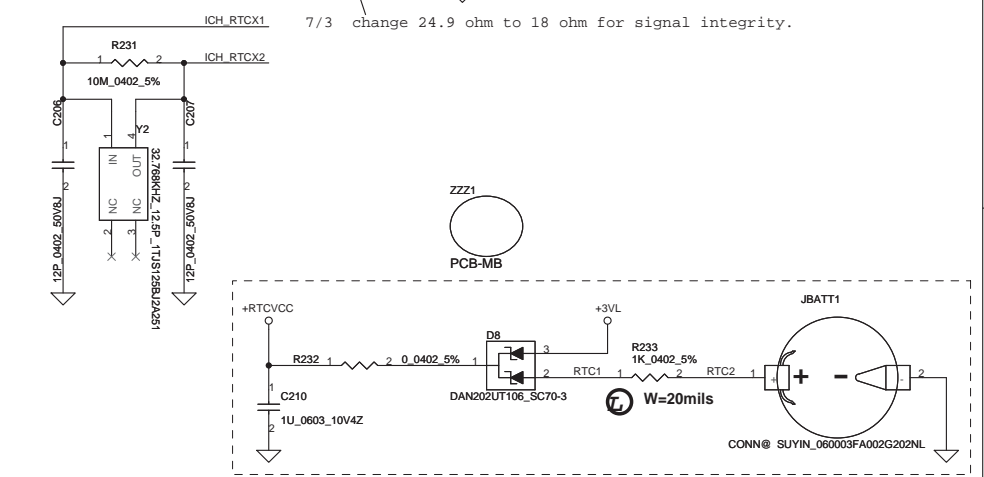 ICH_RTCX1
7/3 change 24.9 ohm to 18 ohm for signal integrity.
R231
1
2
ICH_RTCX2
10M_0402_5%
C206
C207
Y2
1
4
1
1
IN
OUT
NC
NC
2
2
2
3
12P_0402_50V8J
32.768KHZ_12.5P_1TJS125BJ2A251
12P_0402_50V8J
ZZZ1
PCB-MB
+RTCVCC
+3VL
JBATT1
D8
R232
1
2
0_0402_5%
1
3
2
RTC1
R233
1K_0402_5%
1
2
RTC2
1
+
+
-
-
2
DAN202UT106_SC70-3
W=20mils
1
C210
1U_0603_10V4Z
2
CONN@ SUYIN_060003FA002G202NL